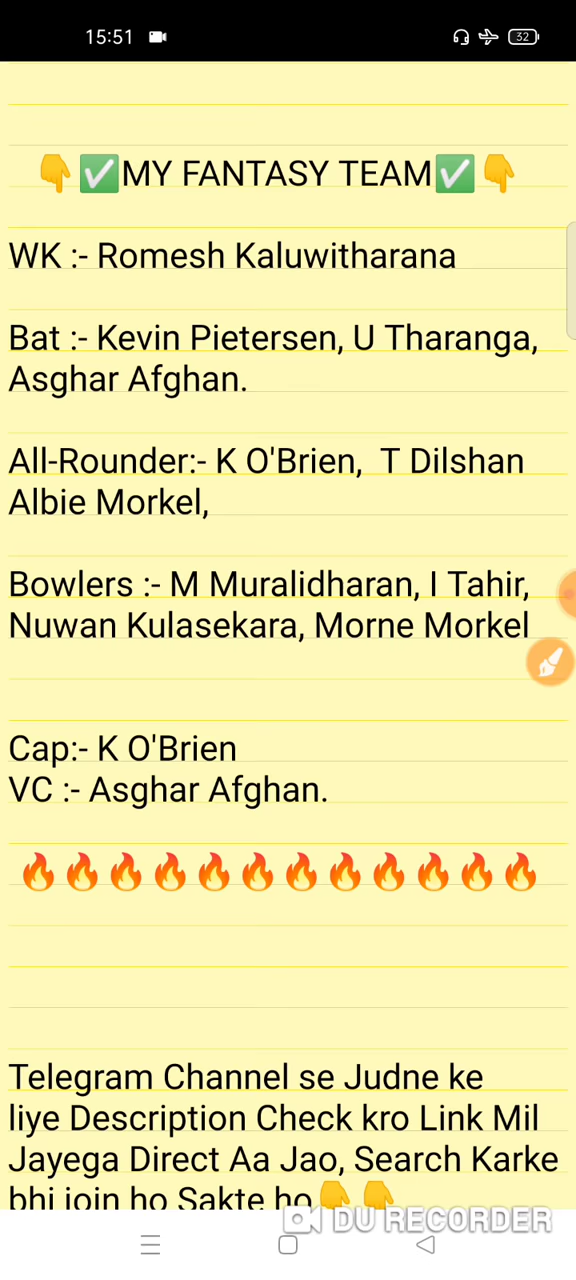 15:51
32
👇✅MY FANTASY TEAM✅👇
WK :- Romesh Kaluwitharana
Bat :- Kevin Pietersen, U Tharanga,
Asghar Afghan.
All-Rounder:- K O'Brien, T Dilshan
Albie Morkel,
Bowlers :- M Muralidharan, I Tahir,
Nuwan Kulasekara, Morne Morkel
Cap:- K O'Brien
VC :- Asghar Afghan.
🔥🔥🔥🔥🔥🔥🔥🔥🔥🔥🔥🔥
Telegram Channel se Judne ke
liye Description Check kro Link Mil
Jayega Direct Aa Jao, Search Karke
bhi join ho Sakte ho👇👇
DU RECORDER